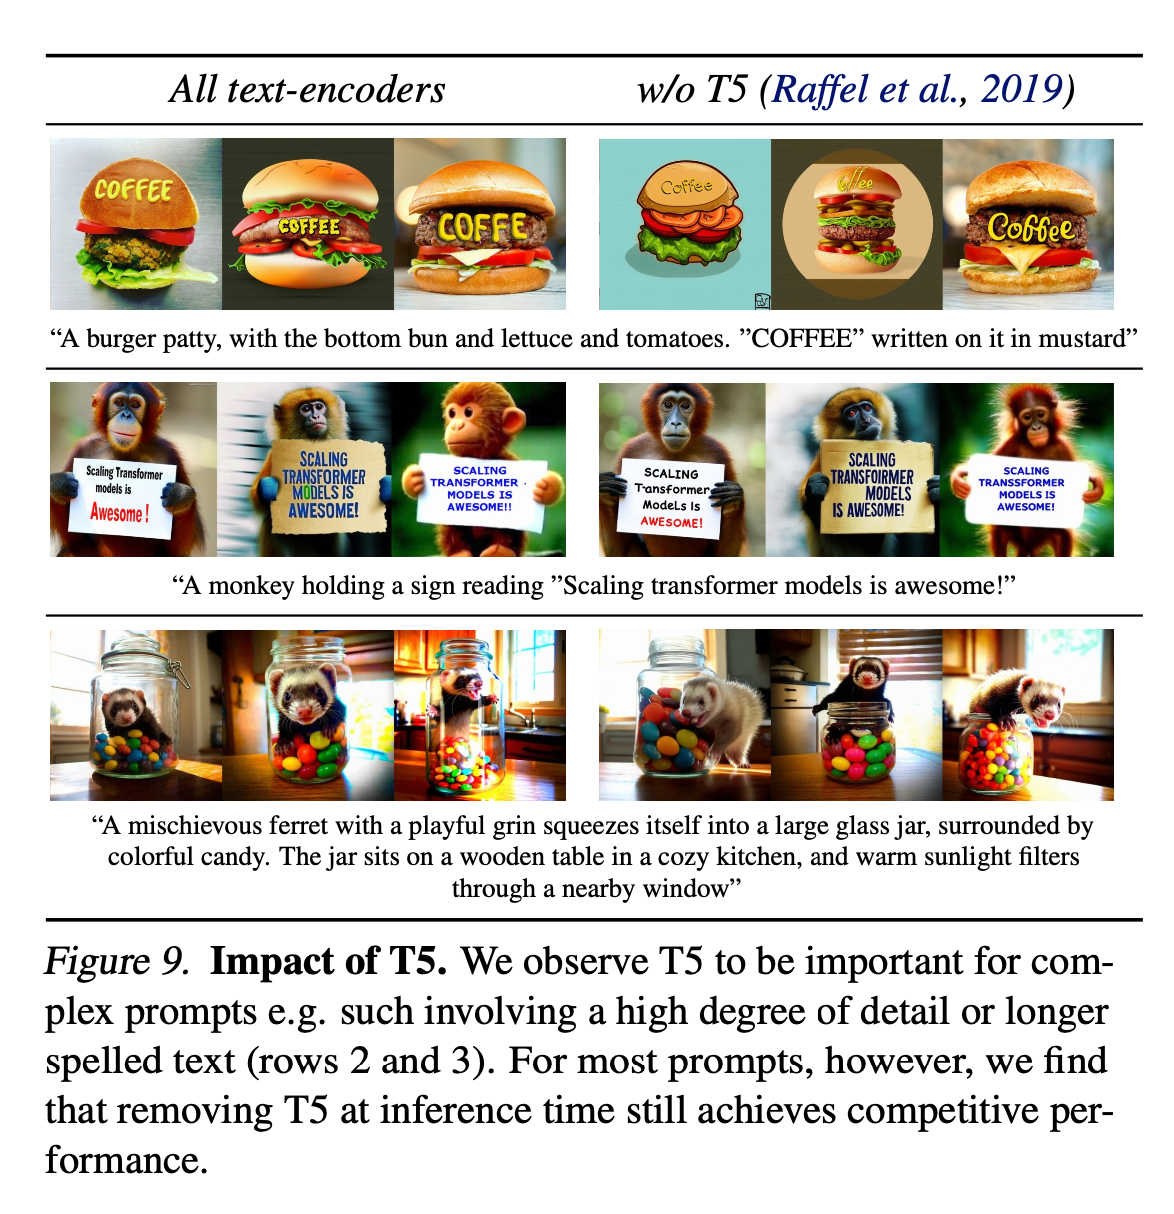 All text-encoders
w/o T5 (Raffel et al., 2019)
COFFEE
COFFEE
COFFE
Coffee
Coffee
Coffee
“A burger patty, with the bottom bun and lettuce and tomatoes. ”COFFEE” written on it in mustard”
Scaling Transformer
models is
Awesome !
SCALING
TRANSFORMER
MODELS IS
AWESOME!
SCALING
TRANSFORMER .
MODELS IS
AWESOME!!
SCALING
Transformer
Models Is
AWESOME!
SCALING
TRANSFOIRMER
MODELS
IS AWESOME!
SCALING
TRANSSFORMER
MODELS IS
AWESOME!
“A monkey holding a sign reading ”Scaling transformer models is awesome!”
“A mischievous ferret with a playful grin squeezes itself into a large glass jar, surrounded by
colorful candy. The jar sits on a wooden table in a cozy kitchen, and warm sunlight filters
through a nearby window”
Figure 9. Impact of T5. We observe T5 to be important for com-
plex prompts e.g. such involving a high degree of detail or longer
spelled text (rows 2 and 3). For most prompts, however, we find
that removing T5 at inference time still achieves competitive per-
formance.